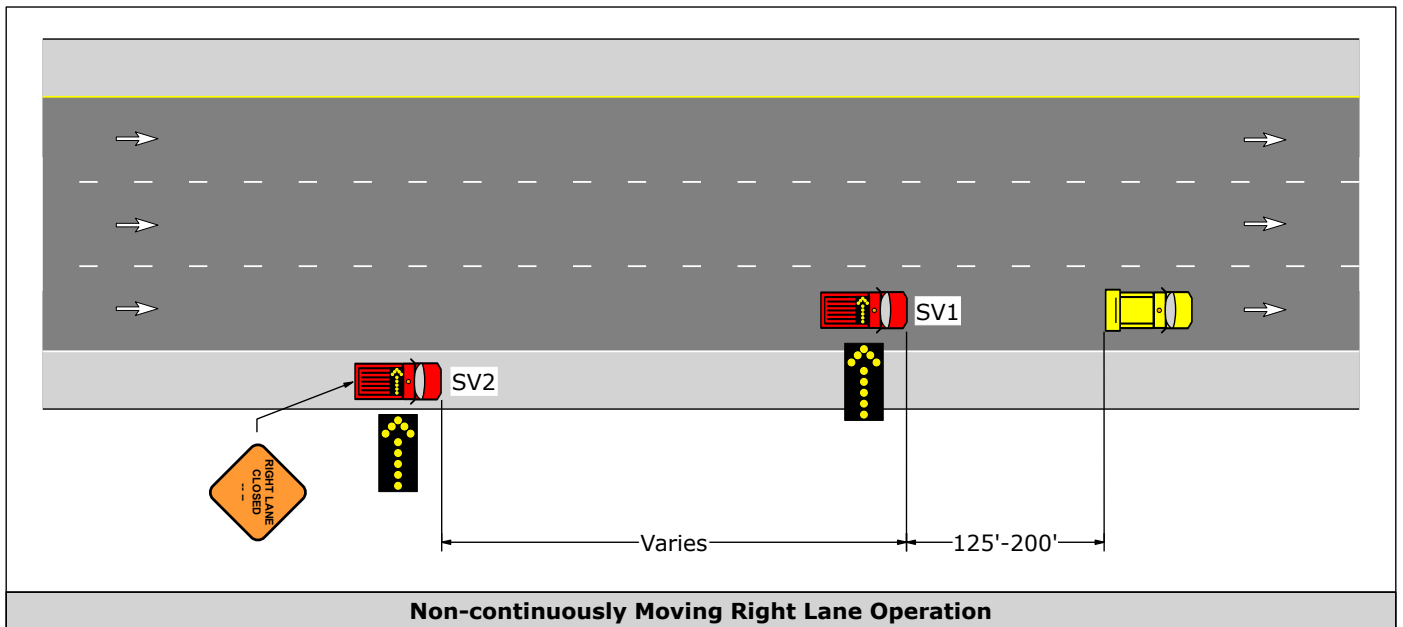 SV1
SV2
RIGHT LANE
CLOSED
-- --
Varies
125'-200'
Non-continuously Moving Right Lane Operation